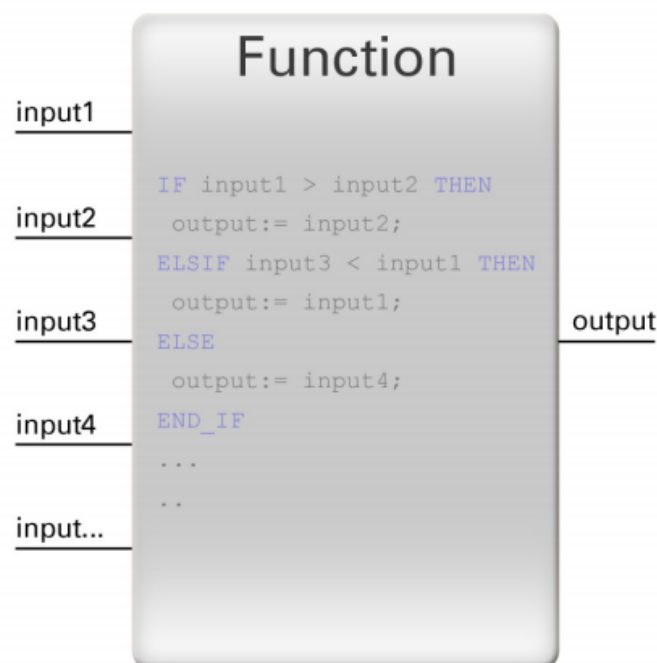 Function
input1
IF input1 > input2 THEN
output:= input2;
input2
ELSIF input3 < input1 THEN
output:= input1;
input3
output
ELSE
output:= input4;
input4
END_IF
...
..
input...